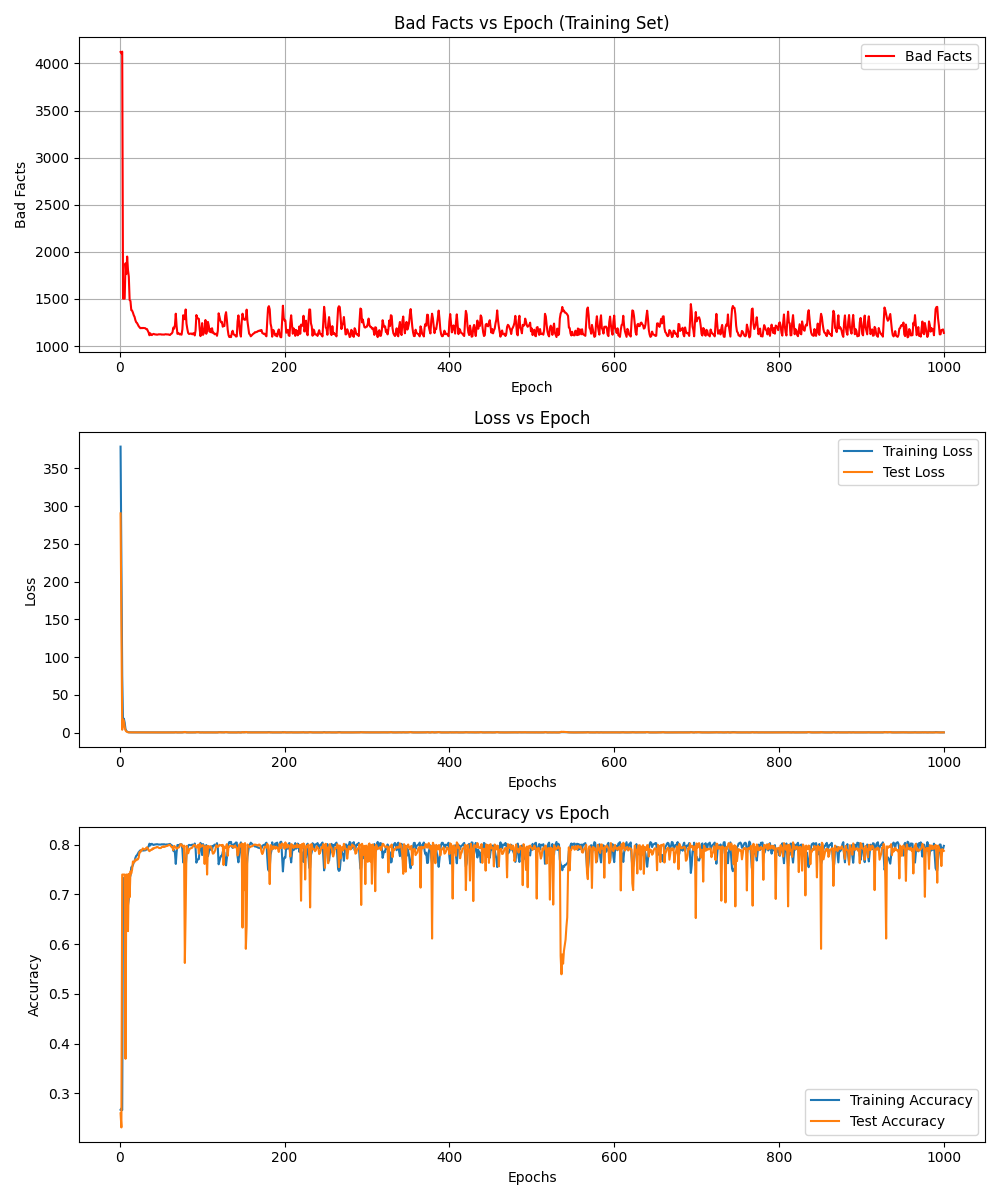 Bad Facts vs Epoch (Training Set)
Bad Facts
4000
3500
3000
2500
2000
1500
1000
Bad Facts
0 200 400 600 800 1000
Epoch
Loss vs Epoch
Training Loss
Test Loss
350
300
250
200
150
100
50
0
Loss
0 200 400 600 800 1000
Epochs
Accuracy vs Epoch
0.8
0.7
0.6
0.5
0.4
0.3
Accuracy
Training Accuracy
Test Accuracy
0 200 400 600 800 1000
Epochs